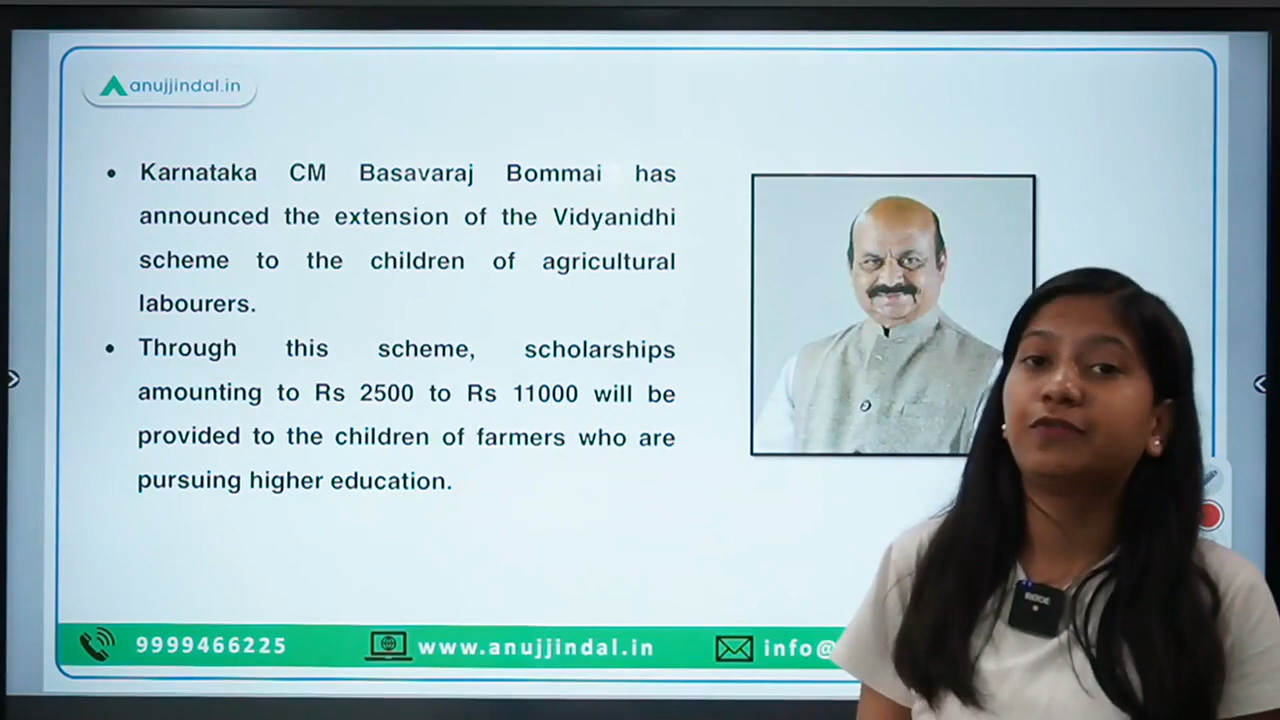 anujjindal.in
• Karnataka CM Basavaraj Bommai has
announced the extension of the Vidyanidhi
scheme to the children of agricultural
labourers.
• Through this scheme, scholarships
amounting to Rs 2500 to Rs 11000 will be
provided to the children of farmers who are
pursuing higher education.
9999466225
www.anujjindal.in
info@